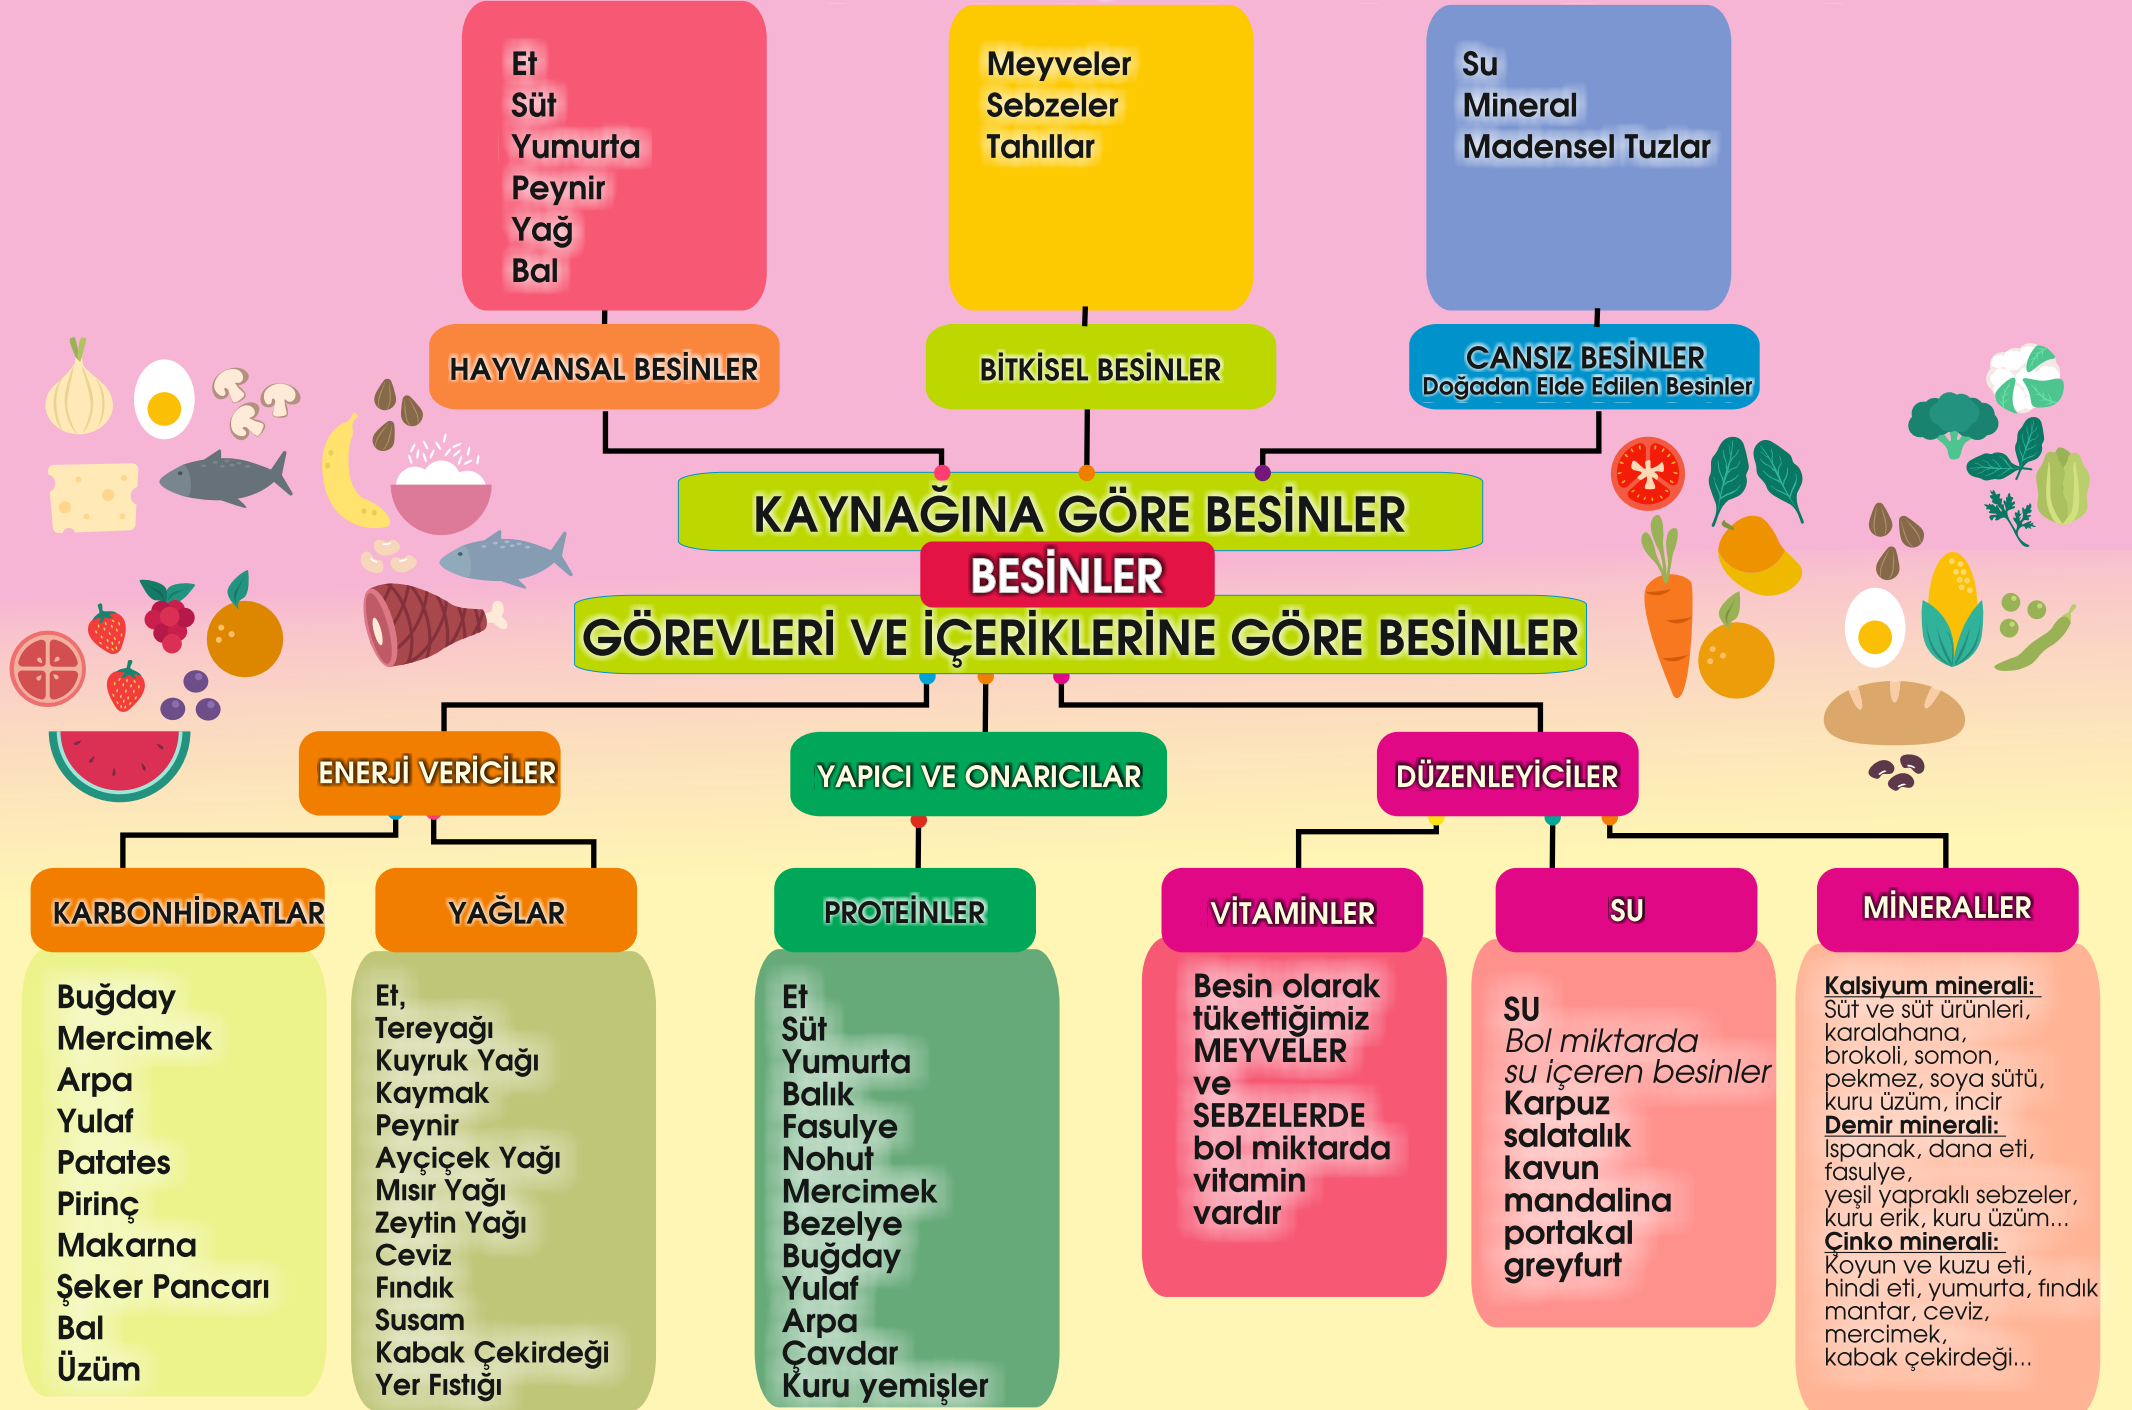 Et
Süt
Yumurta
Peynir
Yağ
Bal
Meyveler
Sebzeler
Tahıllar
Su
Mineral
Madensel Tuzlar
HAYVANSAL BESİNLER
BİTKİSEL BESİNLER
CANSIZ BESİNLER
Doğadan Elde Edilen Besinler
KAYNAĞINA GÖRE BESİNLER
BESİNLER
GÖREVLERİ VE İÇERİKLERİNE GÖRE BESİNLER
ENERJİ VERİCİLER
YAPICI VE ONARICILAR
DÜZENLEYİCİLER
KARBONHİDRATLAR
Buğday
Mercimek
Arpa
Yulaf
Patates
Pirinç
Makarna
Şeker Pancarı
Bal
Üzüm
YAĞLAR
Et,
Tereyağı
Kuyruk Yağı
Kaymak
Peynir
Ayçiçek Yağı
Mısır Yağı
Zeytin Yağı
Ceviz
Fındık
Susam
Kabak Çekirdeği
Yer Fıstığı
PROTEİNLER
Et
Süt
Yumurta
Balık
Fasulye
Nohut
Mercimek
Bezelye
Buğday
Yulaf
Arpa
Çavdar
Kuru yemişler
VİTAMİNLER
Besin olarak
tükettiğimiz
MEYVELER
ve
SEBZELERDE
bol miktarda
vitamin
vardır
SU
SU
Bol miktarda
su içeren besinler
Karpuz
salatalık
kavun
mandalina
portakal
greyfurt
MİNERALLER
Kalsiyum minerali:
Süt ve süt ürünleri,
karalahana,
brokoli, somon,
pekmez, soya sütü,
kuru üzüm, incir
Demir minerali:
Ispanak, dana eti,
fasulye,
yeşil yapraklı sebzeler,
kuru erik, kuru üzüm...
Çinko minerali:
Koyun ve kuzu eti,
hindi eti, yumurta, fındık
mantar, ceviz,
mercimek,
kabak çekirdeği...